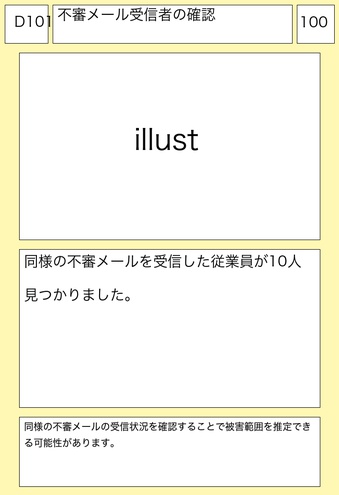 D101
不審メール受信者の確認
100
illust
同様の不審メールを受信した従業員が10人
見つかりました。
同様の不審メールの受信状況を確認することで被害範囲を推定でき
る可能性があります。